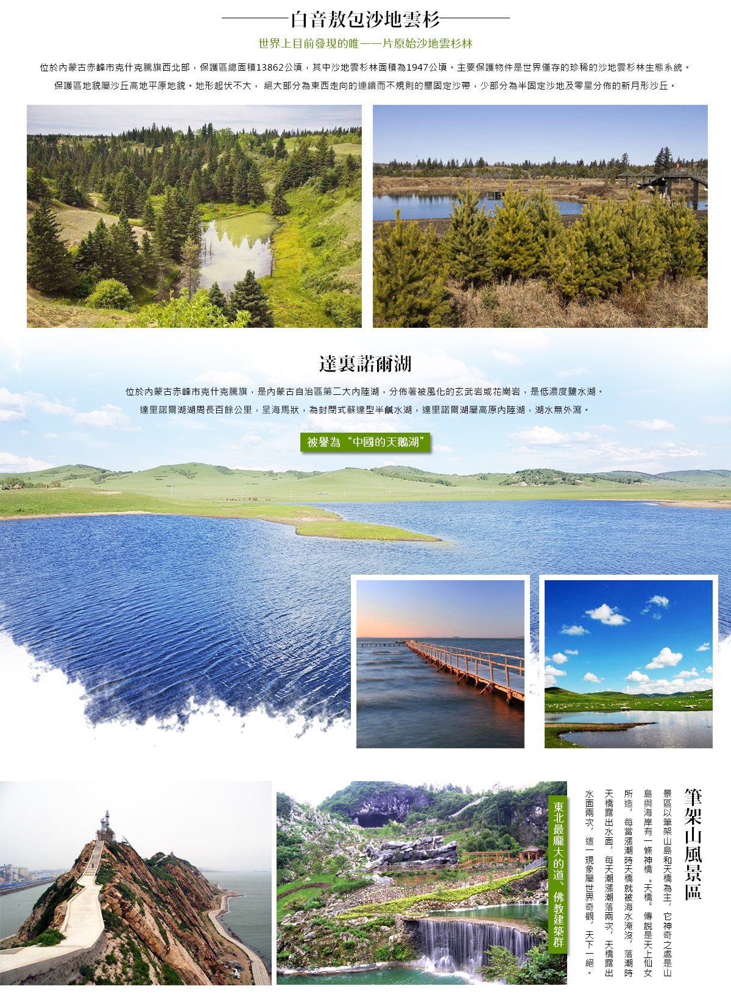 白音敖包沙地雲杉
世界上目前發現的唯一一片原始沙地雲杉林
位於內蒙古赤峰市克什克騰旗西北部，保護區總面積13862公頃，其中沙地雲杉林面積為1947公頃。主要保護物件是世界僅存的珍稀的沙地雲杉林生態系統。
保護區地貌屬沙丘高地平原地貌。地形起伏不大， 絕大部分為東西走向的連續而不規則的壟固定沙帶，少部分為半固定沙地及零星分佈的新月形沙丘。
達裏諾爾湖
位於內蒙古赤峰市克什克騰旗，是內蒙古自治區第二大內陸湖，分佈著被風化的玄武岩或花崗岩，是低濃度鹽水湖。
達里諾爾湖湖周長百餘公里，呈海馬狀，為封閉式蘇達型半鹹水湖，達里諾爾湖屬高原內陸湖，湖水無外瀉。
被譽為“中國的天鵝湖”
筆架山風景區
景區以筆架山島和天橋為主，它神奇之處是山
島與海岸有一條神橋“天�”傳說是天上仙女
所造，每當漲潮時天橋就被海水淹沒，落潮時
天橋露出水面，每天潮漲潮落兩次，天橋露出
水面兩次，這一現象屬世界奇觀，天下一絕。
東北最龐大的道、佛教建築群